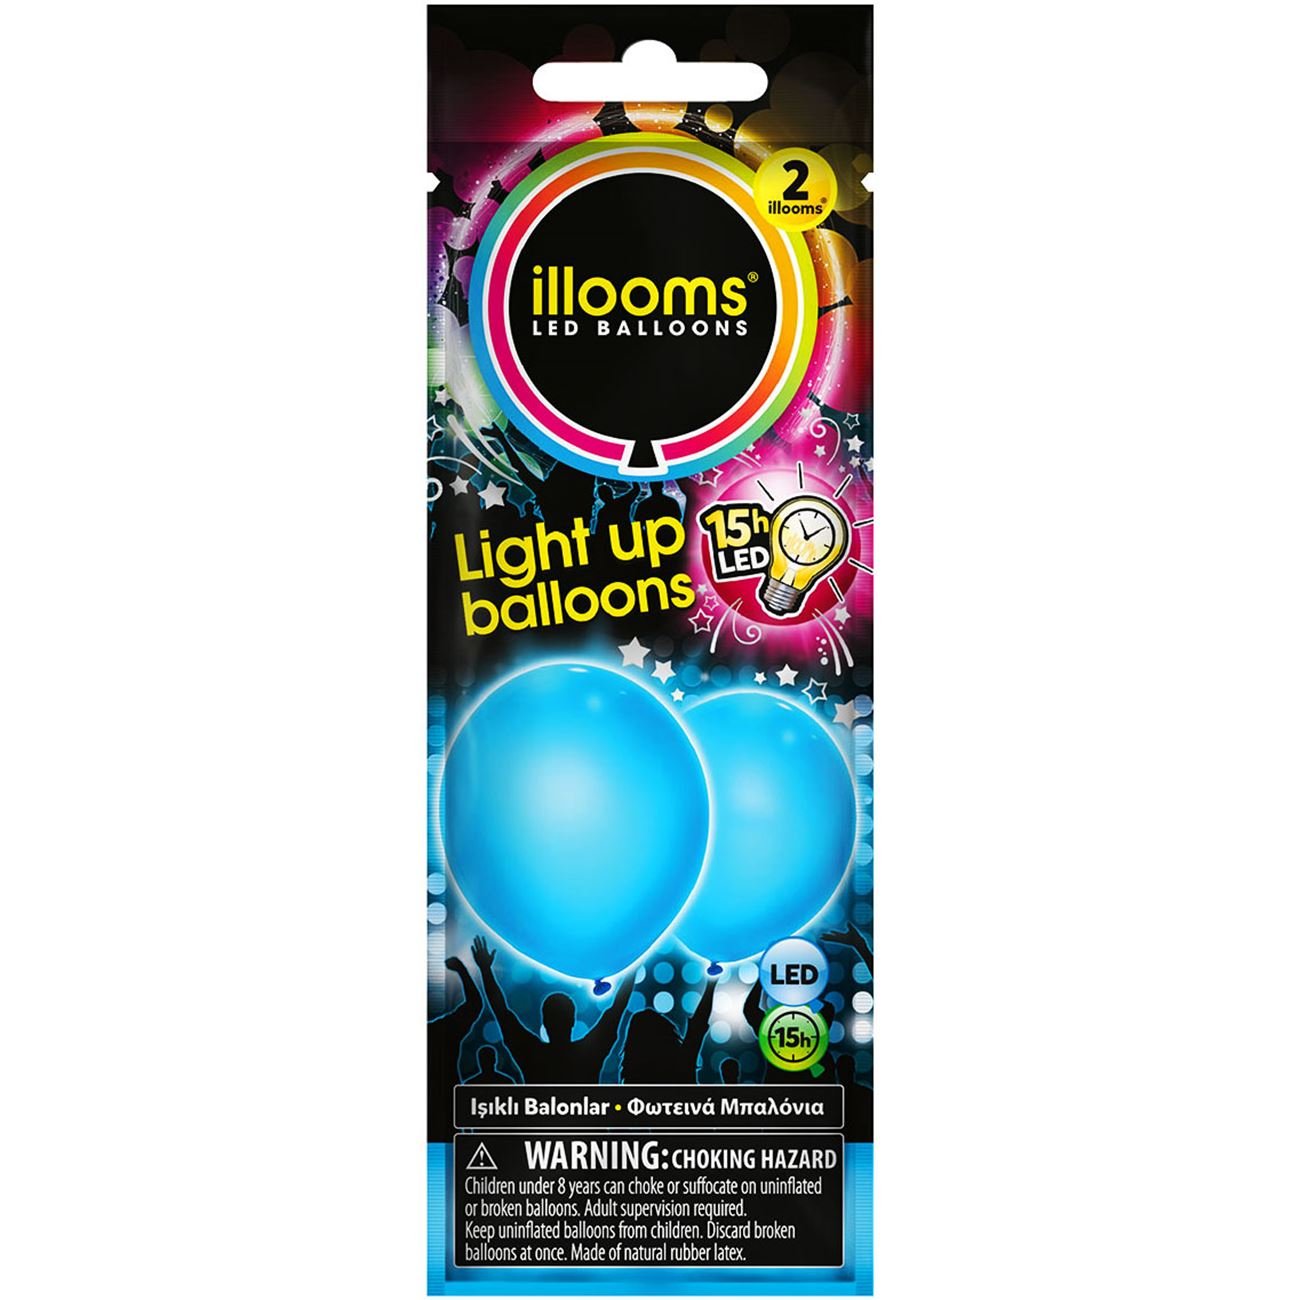 2
illooms®
illooms®
LED BALLOONS
Light up
balloons
15h
LED
LED
15h
Işıklı Balonlar • Φωτεινά Μπαλόνια
WARNING: CHOKING HAZARD
Children under 8 years can choke or suffocate on uninflated
or broken balloons. Adult supervision required.
Keep uninflated balloons from children. Discard broken
balloons at once. Made of natural rubber latex.